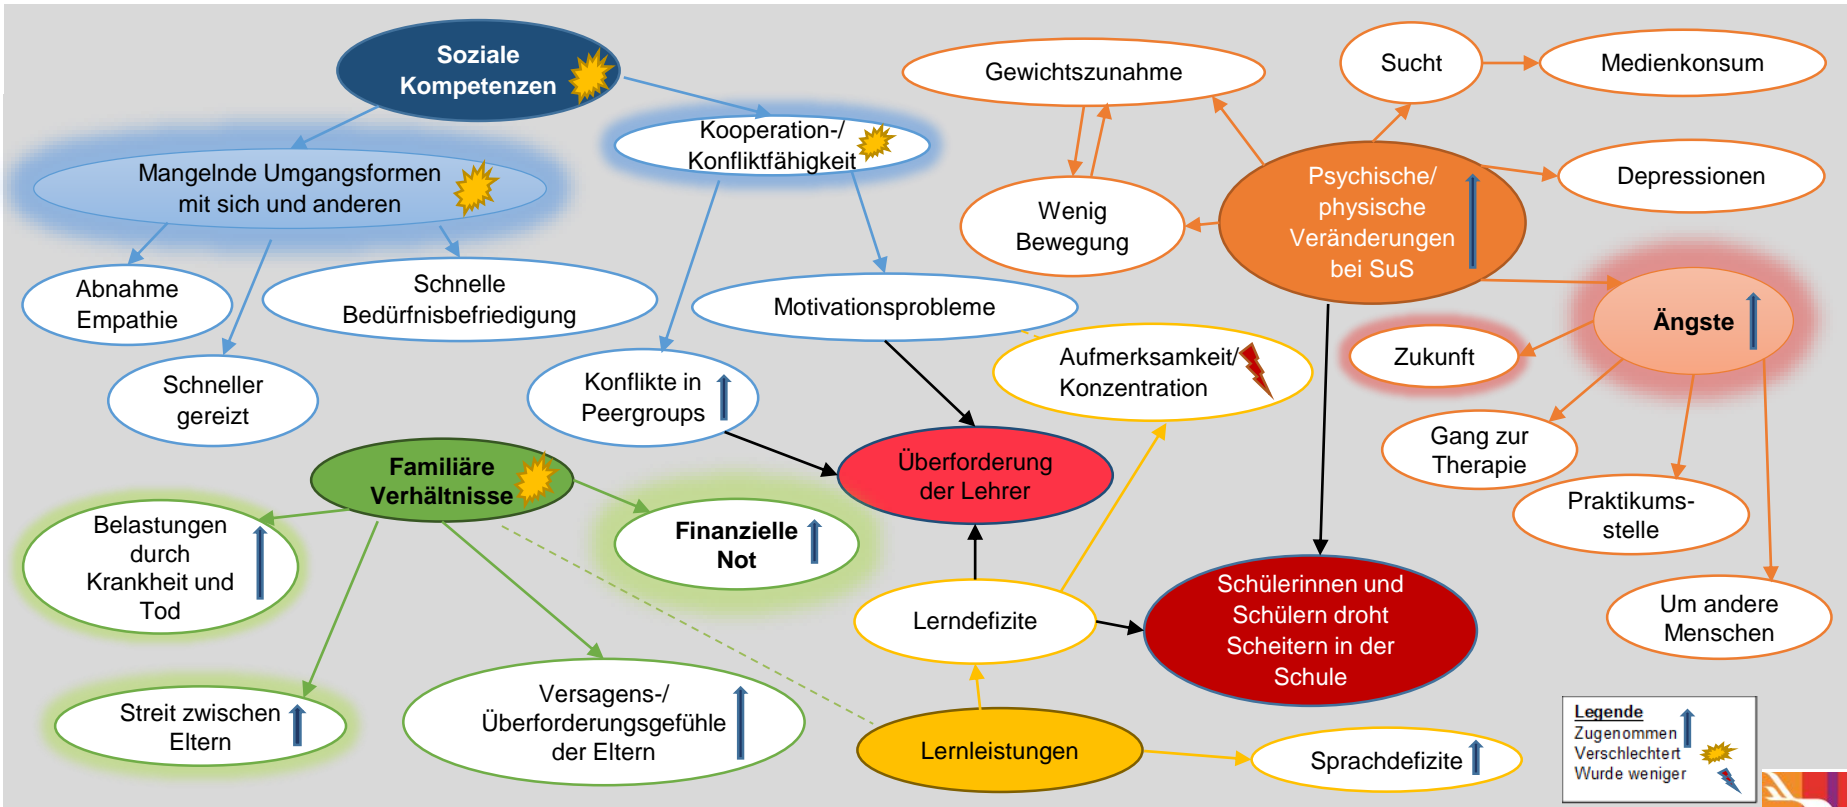 Soziale
Kompetenzen
Gewichtszunahme
Sucht
Medienkonsum
Kooperation-/
Konfliktfähigkeit
Mangelnde Umgangsformen
mit sich und anderen
Psychische/
physische
Veränderungen
bei SuS
Depressionen
Wenig
Bewegung
Abnahme
Empathie
Schnelle
Bedürfnisbefriedigung
Motivationsprobleme
Ängste
Zukunft
Aufmerksamkeit/
Konzentration
Schneller
gereizt
Konflikte in
Peergroups
Gang zur
Therapie
Familiäre
Verhältnisse
Überforderung
der Lehrer
Praktikums-
stelle
Belastungen
durch
Krankheit und
Tod
Finanzielle
Not
Lerndefizite
Schülerinnen und
Schülern droht
Scheitern in der
Schule
Um andere
Menschen
Streit zwischen
Eltern
Versagens-/
Überforderungsgefühle
der Eltern
Lernleistungen
Sprachdefizite
Legende
Zugenommen
Verschlechtert
Wurde weniger